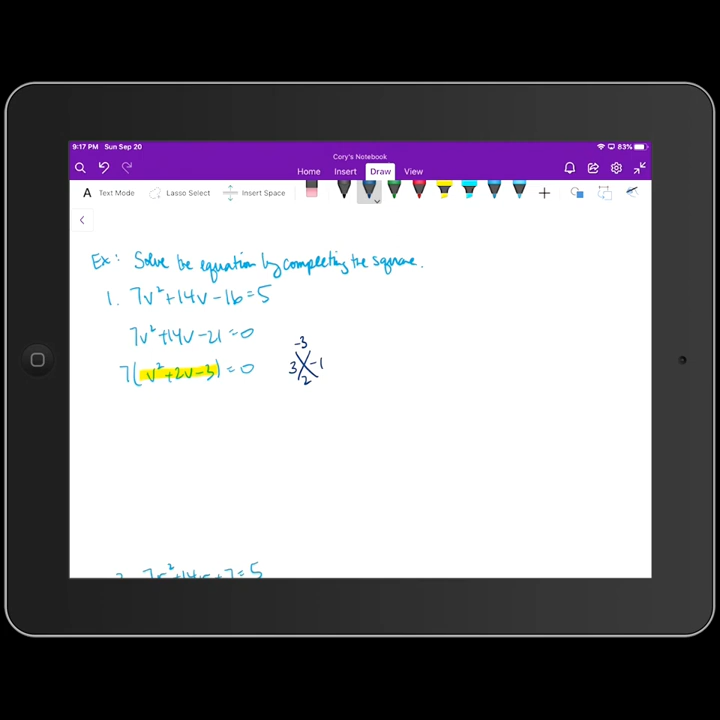 9:17 PM Sun Sep 20
83%
Cory's Notebook
Home Insert Draw View
A Text Mode Lasso Select Insert Space
Ex: Solve the equation by completing the square.
1. 7v²+14v-16=5
7v²+14v-21=0
7(v²+2v-3)=0
-3
3 -1
2